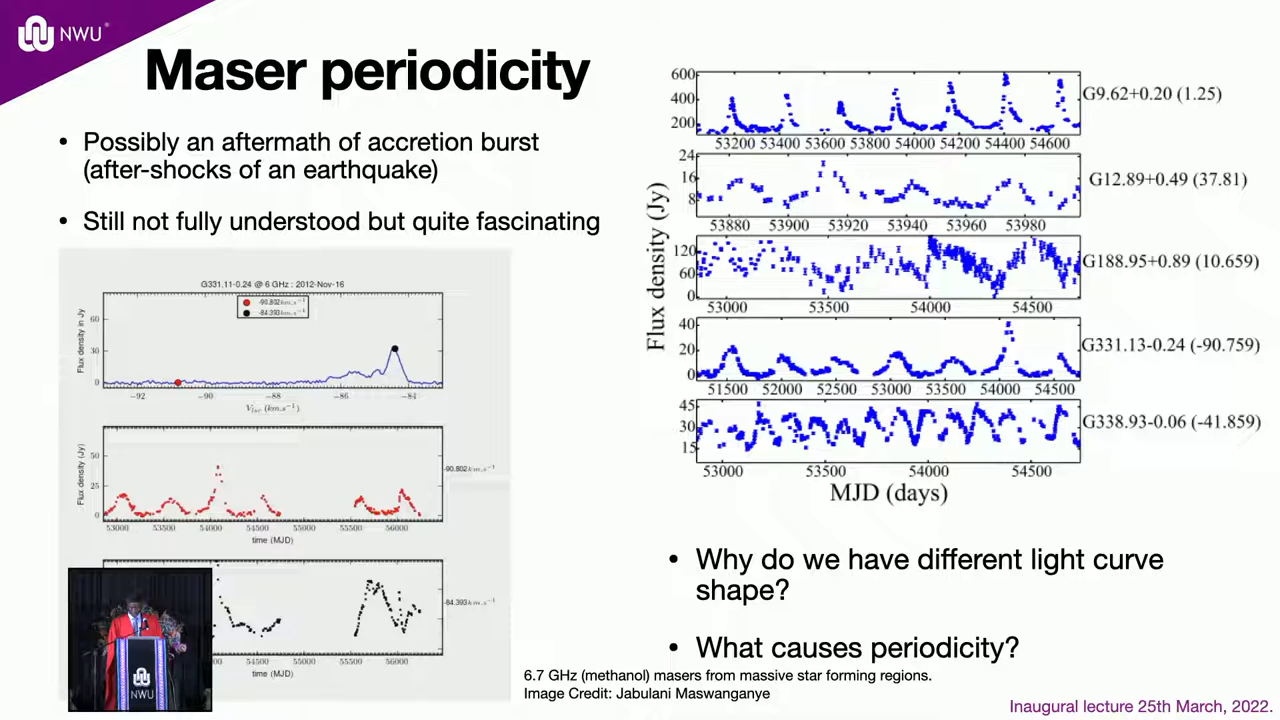 NWU®
Maser periodicity
• Possibly an aftermath of accretion burst
(after-shocks of an earthquake)
• Still not fully understood but quite fascinating
G331.11-0.24 @ 6 GHz : 2012-Nov-16
-90.802 km.s⁻¹
-84.393 km.s⁻¹
Flux density in Jy
60
30
0
−92 −90 −88 −86 −84
V_lsr (km.s⁻¹)
Flux density (Jy)
50
25
0
-90.802 km.s⁻¹
53000 53500 54000 54500 55000 55500 56000
time (MJD)
-84.393 km.s⁻¹
54500 55000 55500 56000
time (MJD)
NWU
Flux density (Jy)
600
400
200
G9.62+0.20 (1.25)
53200 53400 53600 53800 54000 54200 54400 54600
24
8
G12.89+0.49 (37.81)
53880 53900 53920 53940 53960 53980
120
60
0
G188.95+0.89 (10.659)
53000 53500 54000 54500
40
20
0
G331.13-0.24 (-90.759)
51500 52000 52500 53000 53500 54000 54500
45
30
15
G338.93-0.06 (-41.859)
53000 53500 54000 54500
MJD (days)
• Why do we have different light curve
shape?
• What causes periodicity?
6.7 GHz (methanol) masers from massive star forming regions.
Image Credit: Jabulani Maswanganye
Inaugural lecture 25th March, 2022.